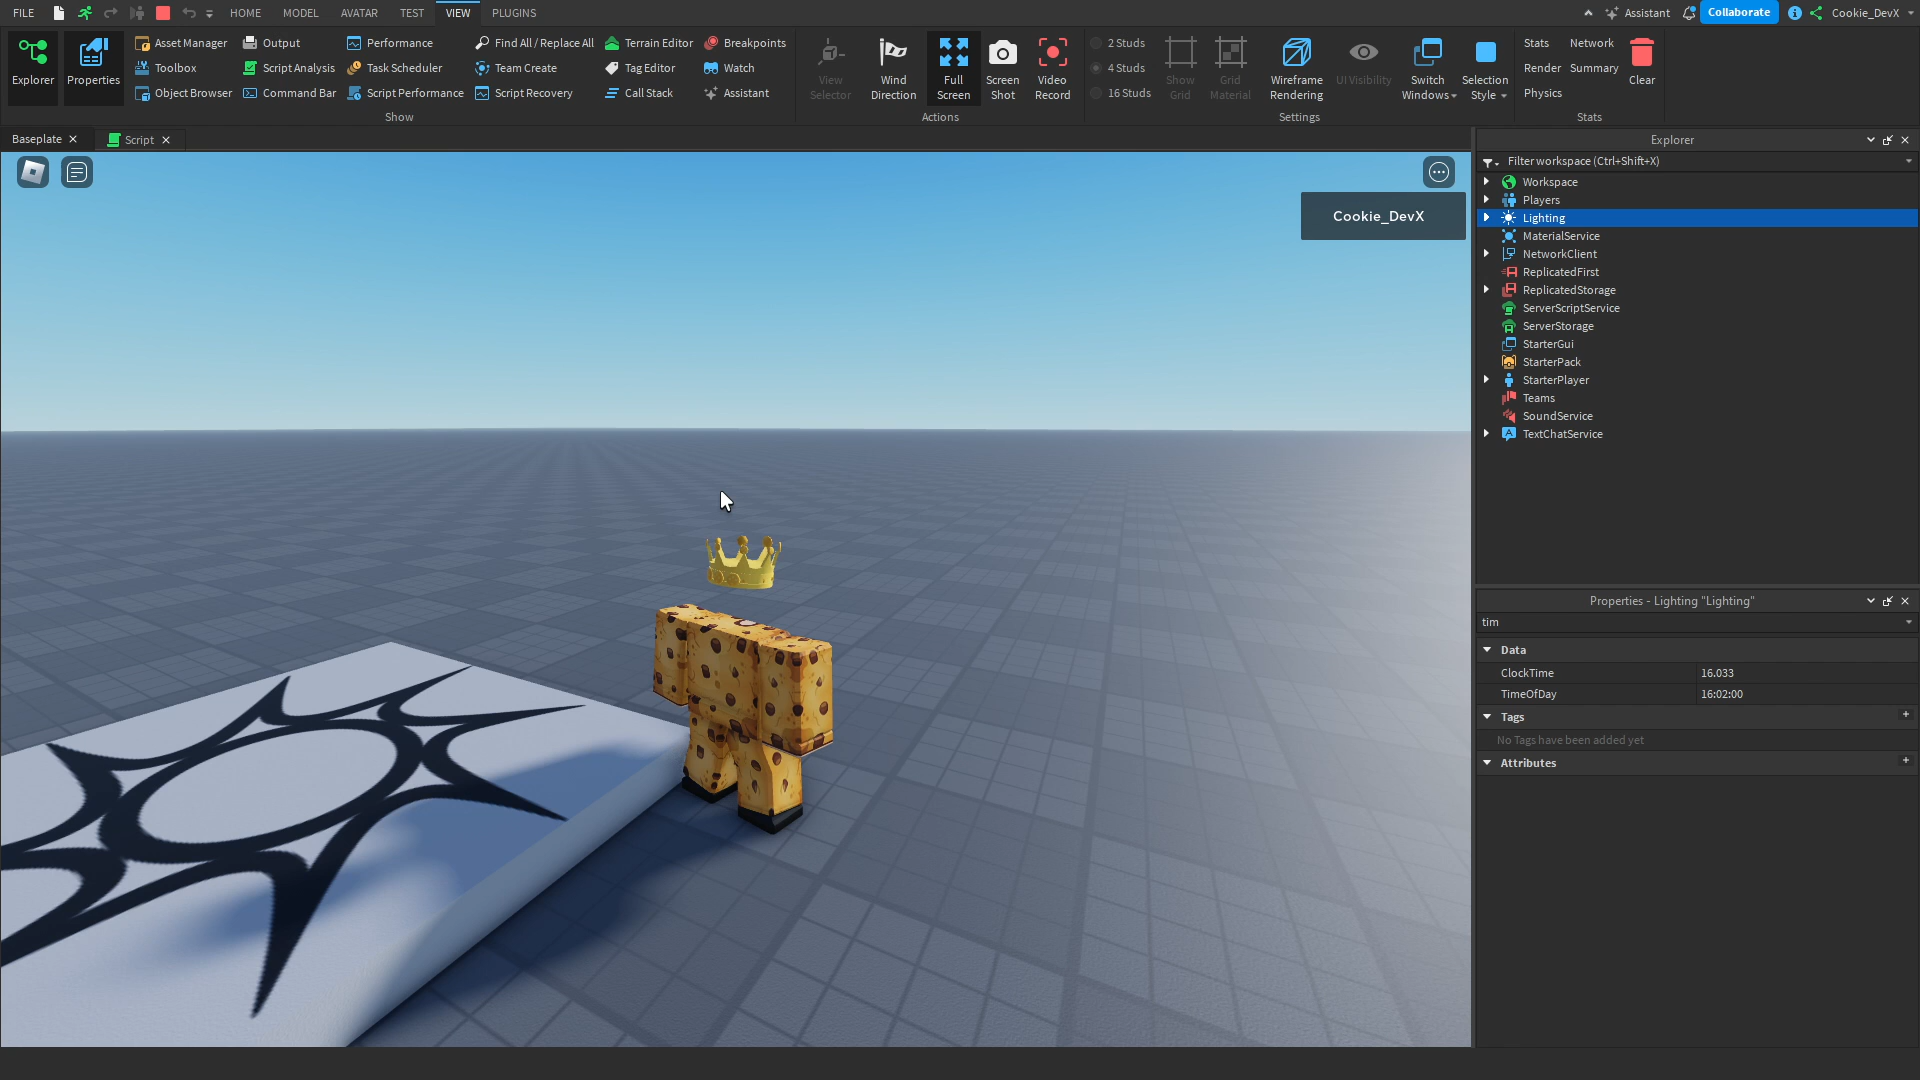 FILE HOME MODEL AVATAR TEST VIEW PLUGINS Assistant Collaborate Cookie_DevX
Explorer
Properties
Asset Manager
Toolbox
Object Browser
Output
Script Analysis
Command Bar
Performance
Task Scheduler
Script Performance
Find All / Replace All
Team Create
Script Recovery
Terrain Editor
Tag Editor
Call Stack
Breakpoints
Watch
Assistant
Show
View
Selector
Wind
Direction
Full
Screen
Screen
Shot
Video
Record
Actions
2 Studs
4 Studs
16 Studs
Show
Grid
Grid
Material
Wireframe
Rendering
UI Visibility
Switch
Windows
Selection
Style
Settings
Stats Network
Render Summary
Physics
Clear
Stats
Baseplate Script
Cookie_DevX
Explorer
Filter workspace (Ctrl+Shift+X)
Workspace
Players
Lighting
MaterialService
NetworkClient
ReplicatedFirst
ReplicatedStorage
ServerScriptService
ServerStorage
StarterGui
StarterPack
StarterPlayer
Teams
SoundService
TextChatService
Properties - Lighting "Lighting"
tim
Data
ClockTime 16.033
TimeOfDay 16:02:00
Tags
No Tags have been added yet
Attributes